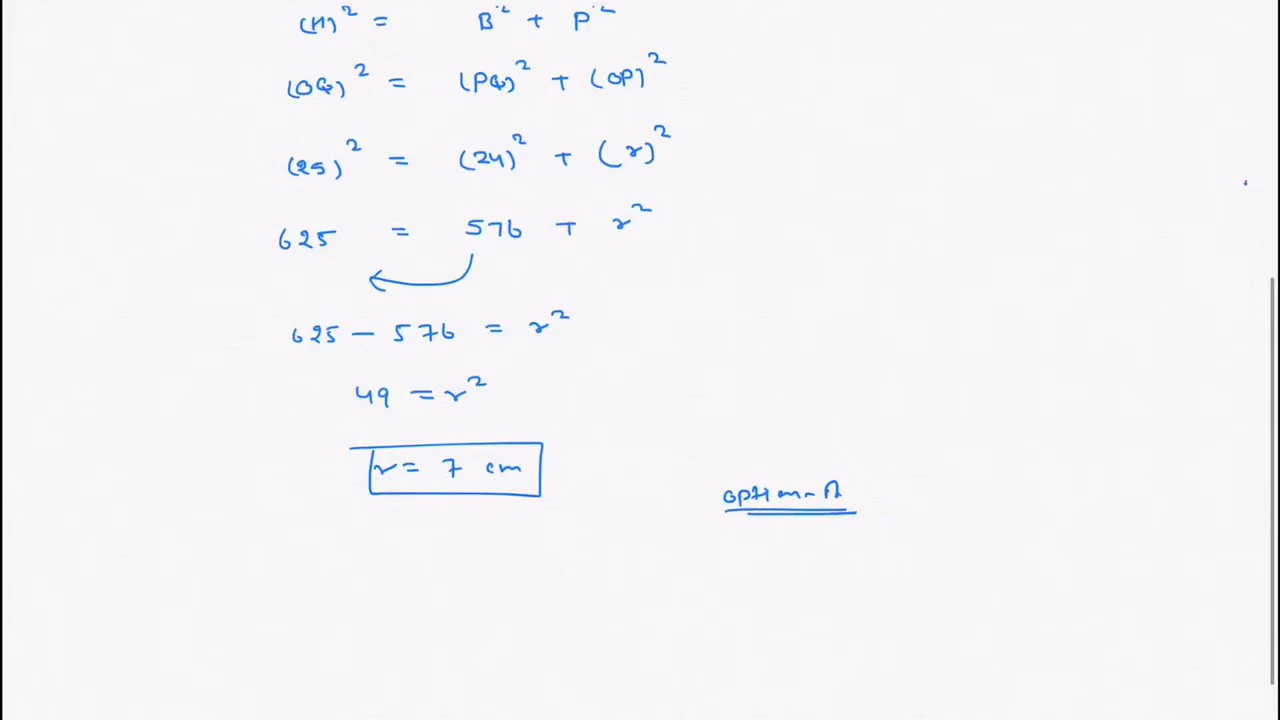 (H)² = B² + P²
(OQ)² = (PQ)² + (OP)²
(25)² = (24)² + (r)²
625 = 576 + r²
625 - 576 = r²
49 = r²
r = 7 cm
option-A